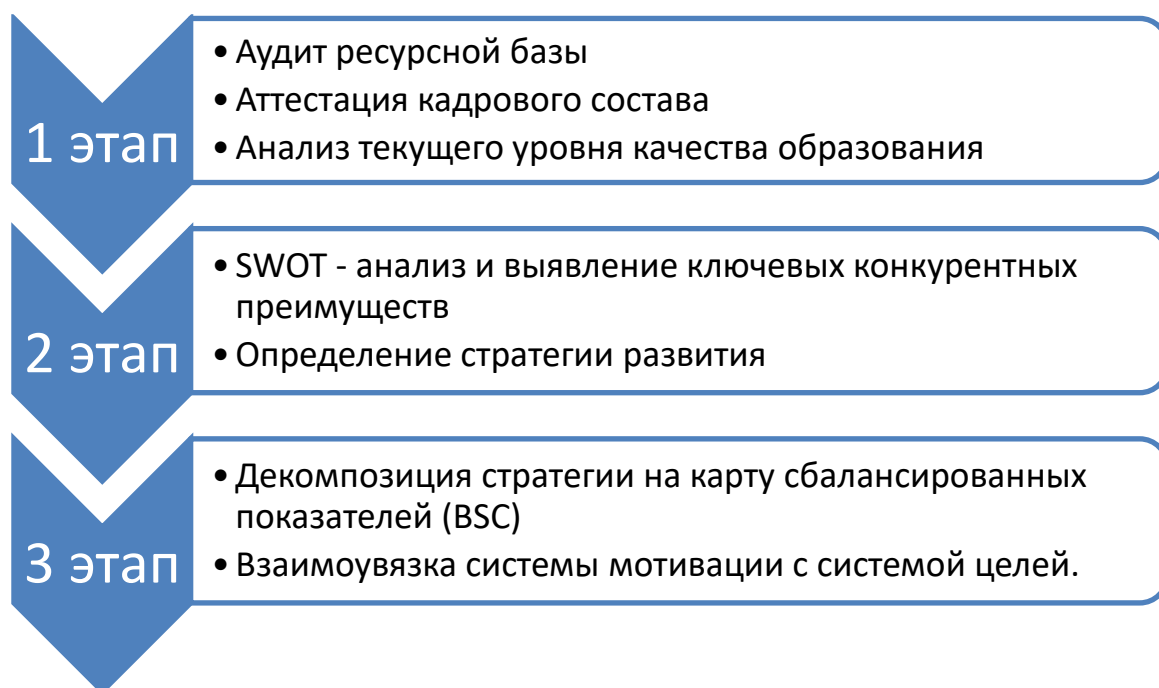 1 этап
• Аудит ресурсной базы
• Аттестация кадрового состава
• Анализ текущего уровня качества образования
2 этап
• SWOT - анализ и выявление ключевых конкурентных
преимуществ
• Определение стратегии развития
3 этап
• Декомпозиция стратегии на карту сбалансированных
показателей (BSC)
• Взаимоувязка системы мотивации с системой целей.